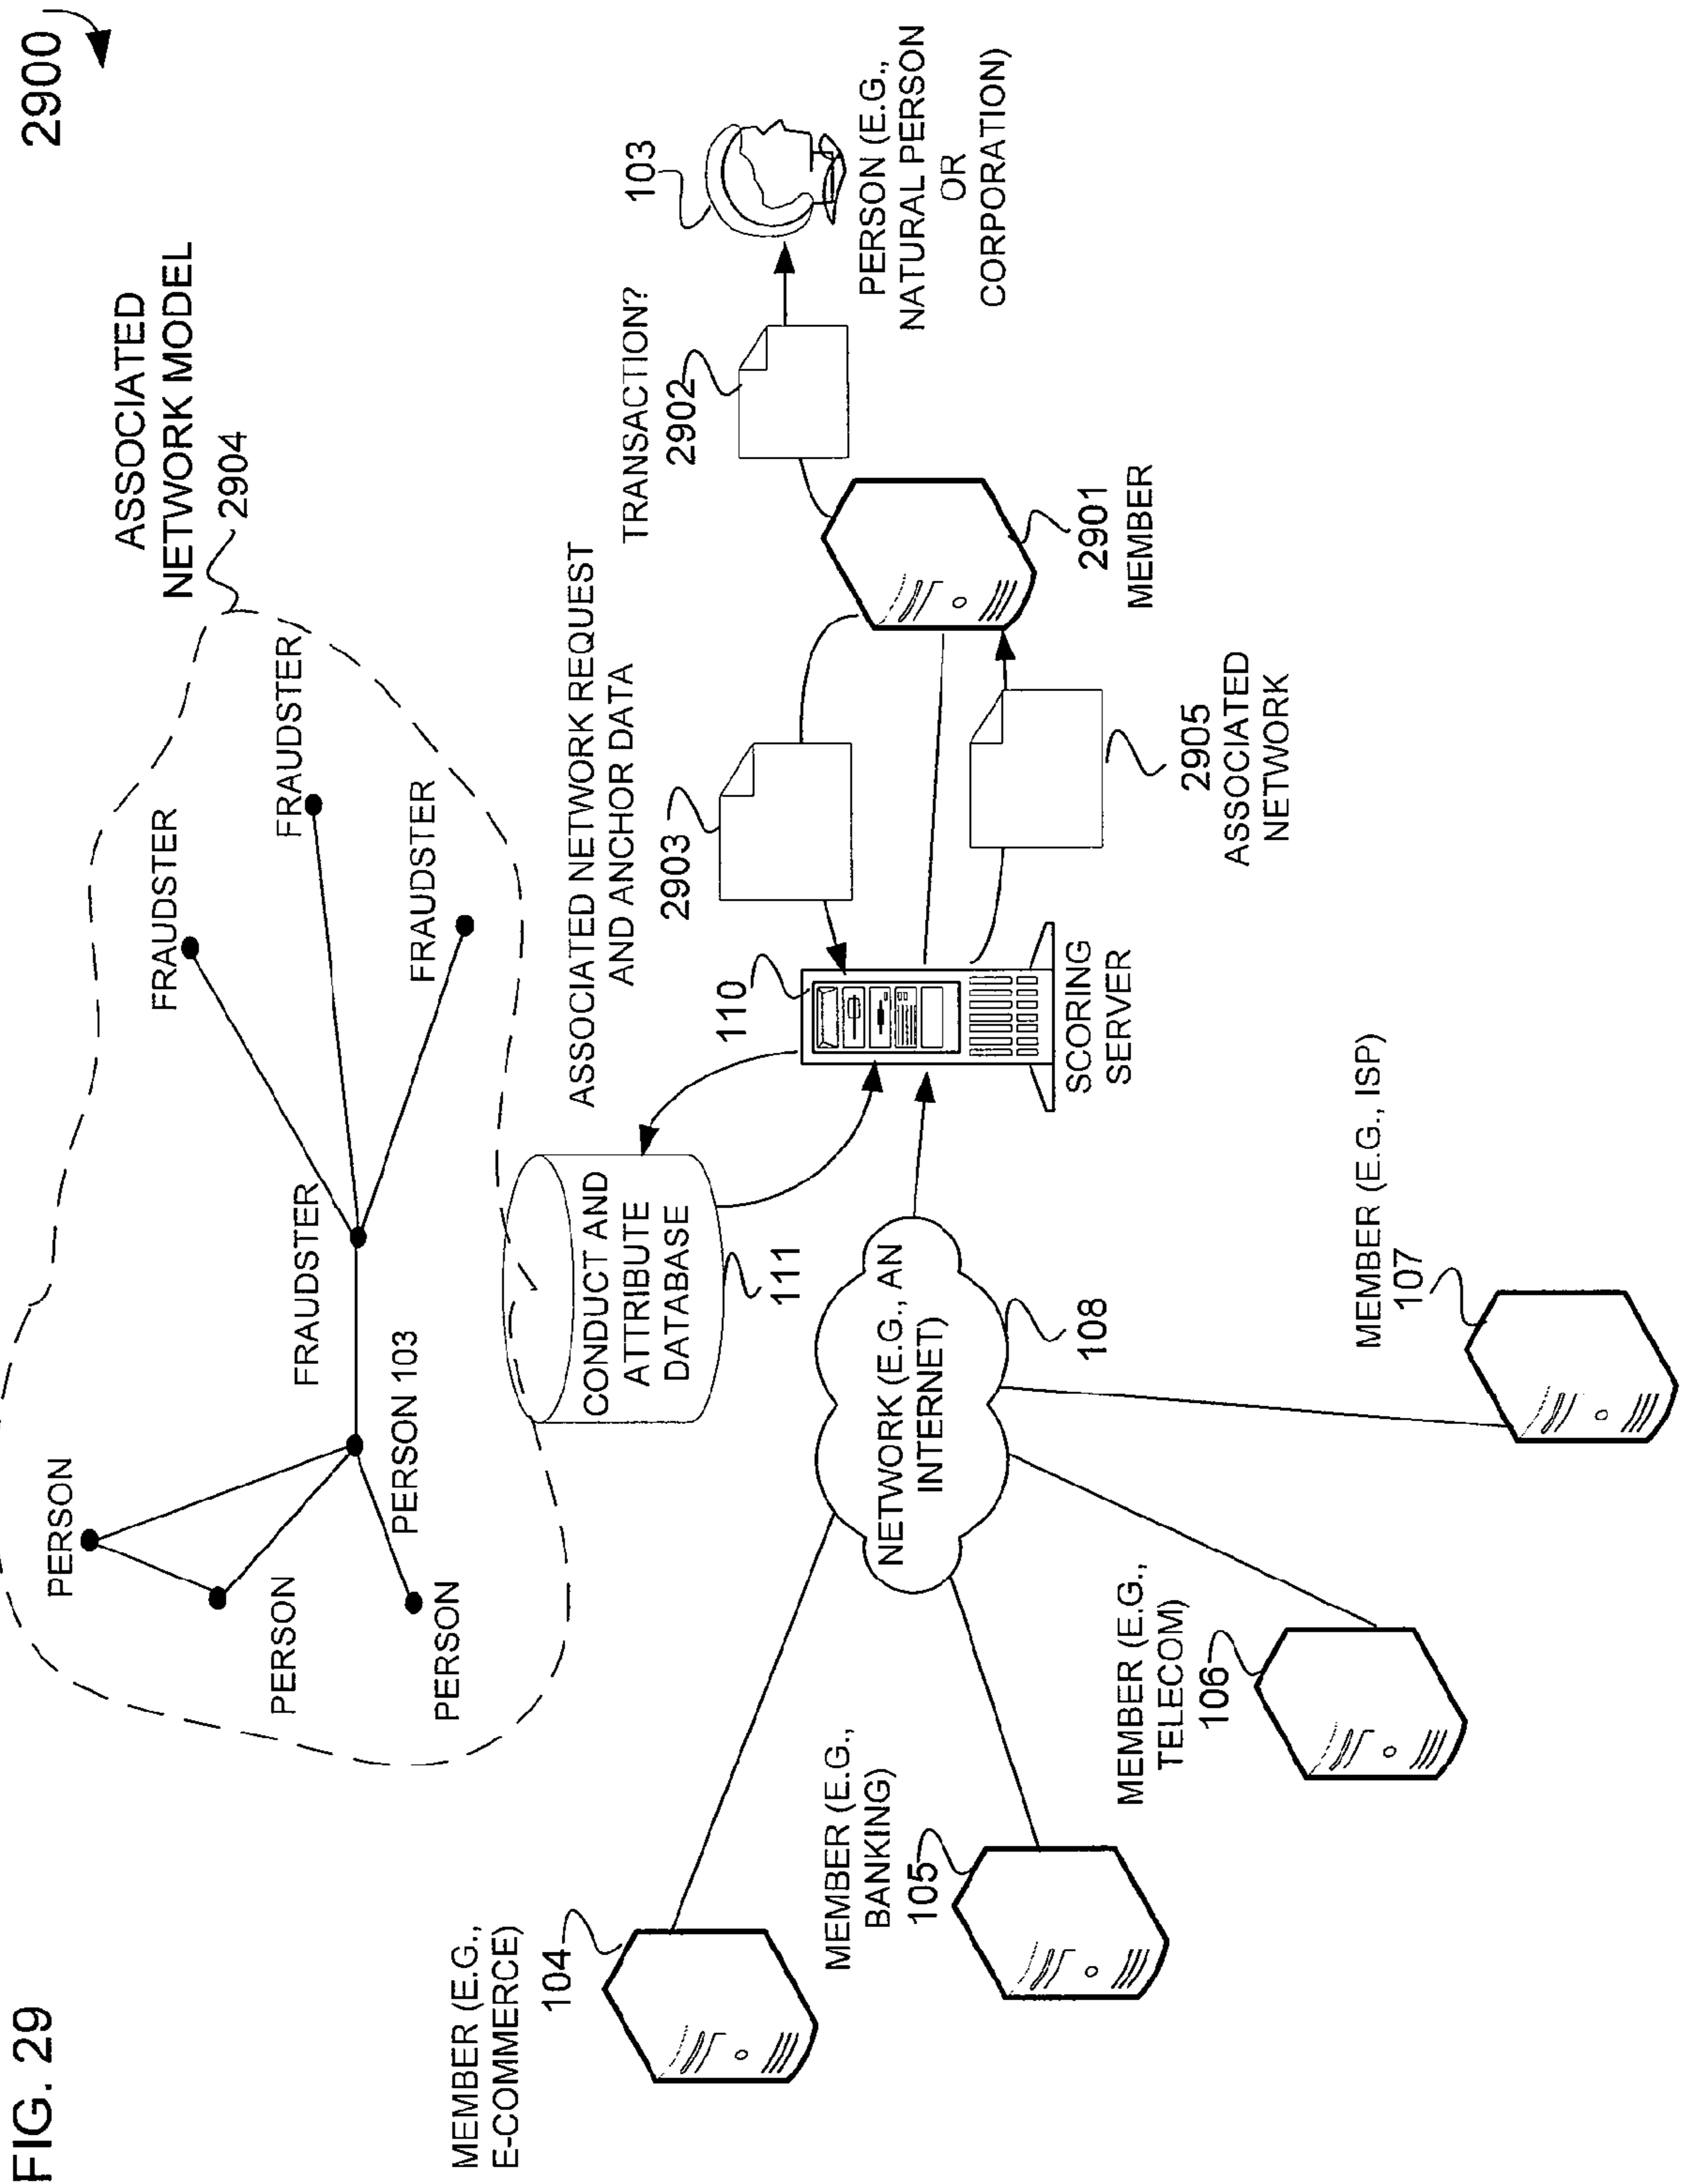 FIG. 29
2900
ASSOCIATED
NETWORK MODEL
2904
PERSON
PERSON
PERSON
PERSON 103
FRAUDSTER
FRAUDSTER
FRAUDSTER
FRAUDSTER
CONDUCT AND
ATTRIBUTE
DATABASE
111
ASSOCIATED NETWORK REQUEST
AND ANCHOR DATA
2903
TRANSACTION?
2902
103
PERSON (E.G.,
NATURAL PERSON
OR
CORPORATION)
110
SCORING
SERVER
2901
MEMBER
2905
ASSOCIATED
NETWORK
NETWORK (E.G., AN
INTERNET)
108
MEMBER (E.G.,
E-COMMERCE)
104
MEMBER (E.G.,
BANKING)
105
MEMBER (E.G.,
TELECOM)
106
MEMBER (E.G., ISP)
107